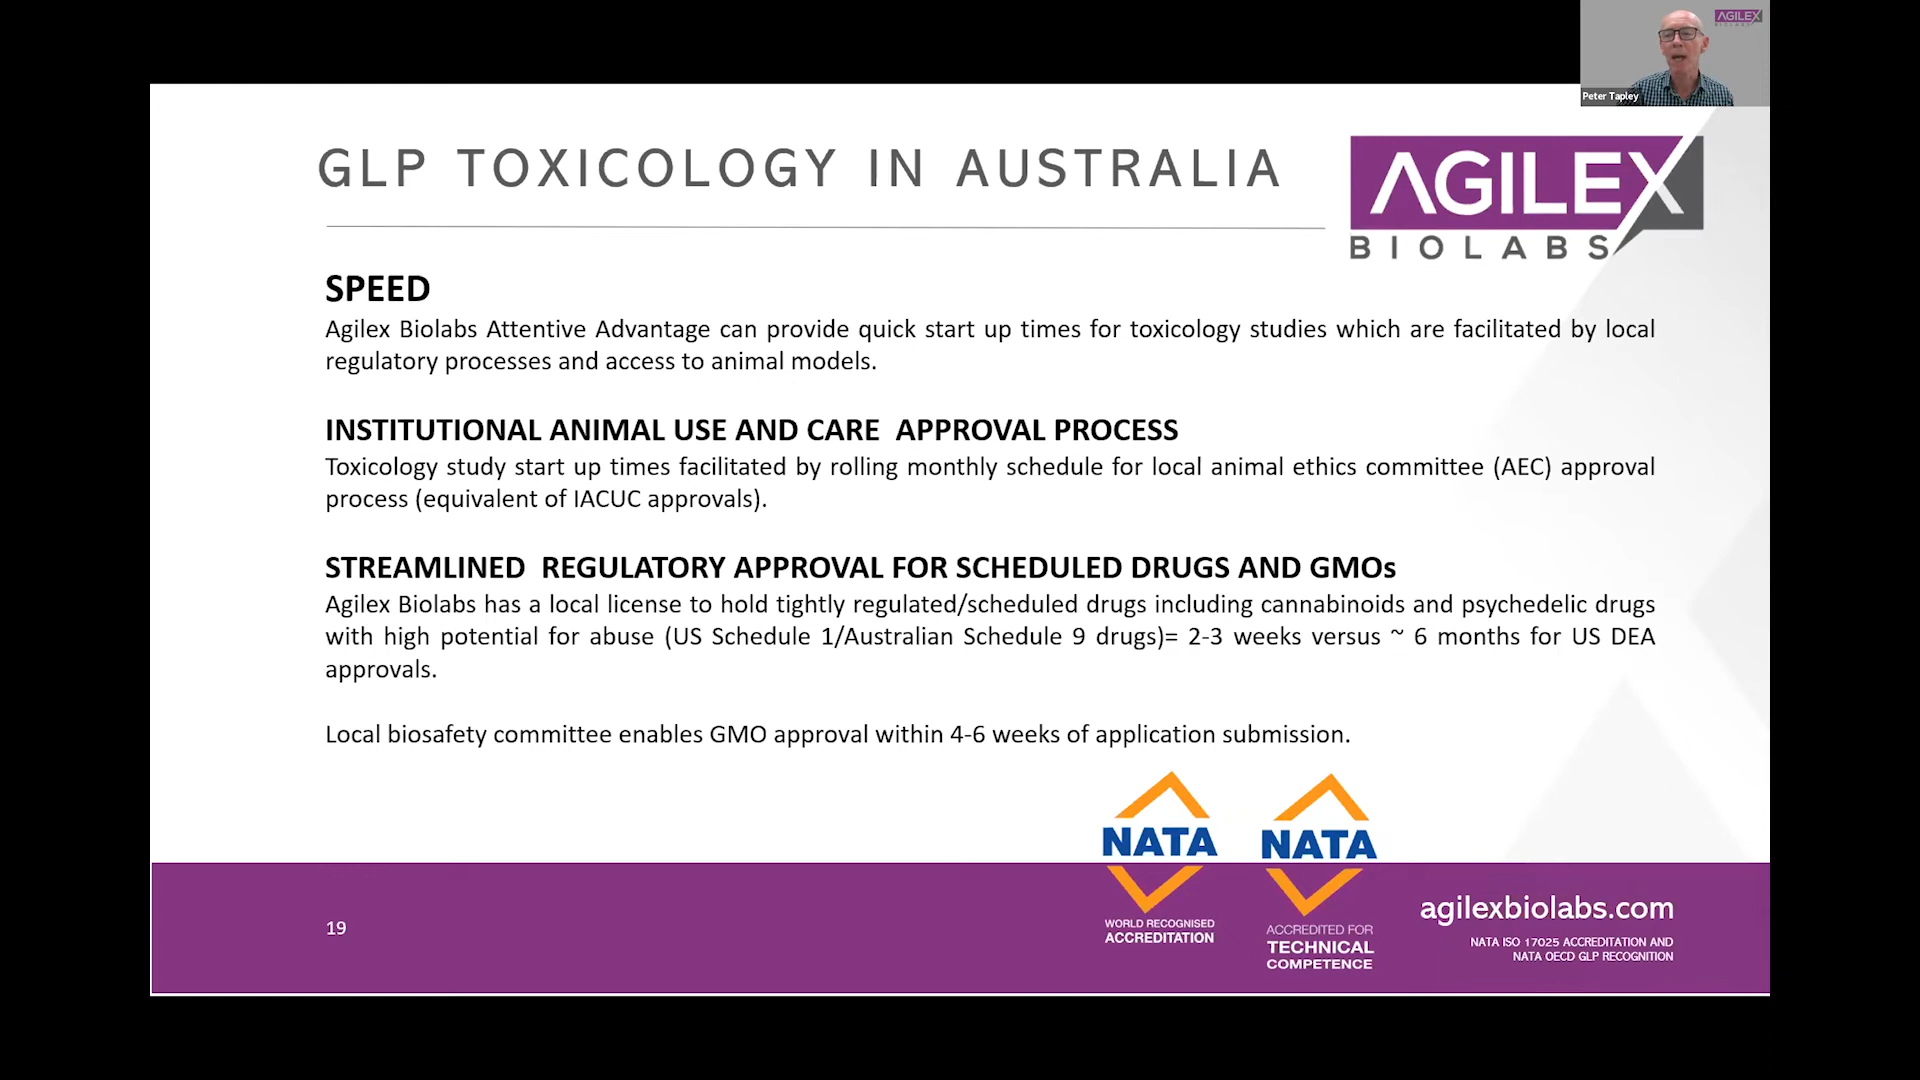 AGILEX
Peter Tapley
GLP TOXICOLOGY IN AUSTRALIA
AGILEX
BIOLABS
SPEED
Agilex Biolabs Attentive Advantage can provide quick start up times for toxicology studies which are facilitated by local
regulatory processes and access to animal models.
INSTITUTIONAL ANIMAL USE AND CARE  APPROVAL PROCESS
Toxicology study start up times facilitated by rolling monthly schedule for local animal ethics committee (AEC) approval
process (equivalent of IACUC approvals).
STREAMLINED  REGULATORY APPROVAL FOR SCHEDULED DRUGS AND GMOs
Agilex Biolabs has a local license to hold tightly regulated/scheduled drugs including cannabinoids and psychedelic drugs
with high potential for abuse (US Schedule 1/Australian Schedule 9 drugs)= 2-3 weeks versus ~ 6 months for US DEA
approvals.
Local biosafety committee enables GMO approval within 4-6 weeks of application submission.
NATA
WORLD RECOGNISED
ACCREDITATION
NATA
ACCREDITED FOR
TECHNICAL
COMPETENCE
agilexbiolabs.com
NATA ISO 17025 ACCREDITATION AND
NATA OECD GLP RECOGNITION
19